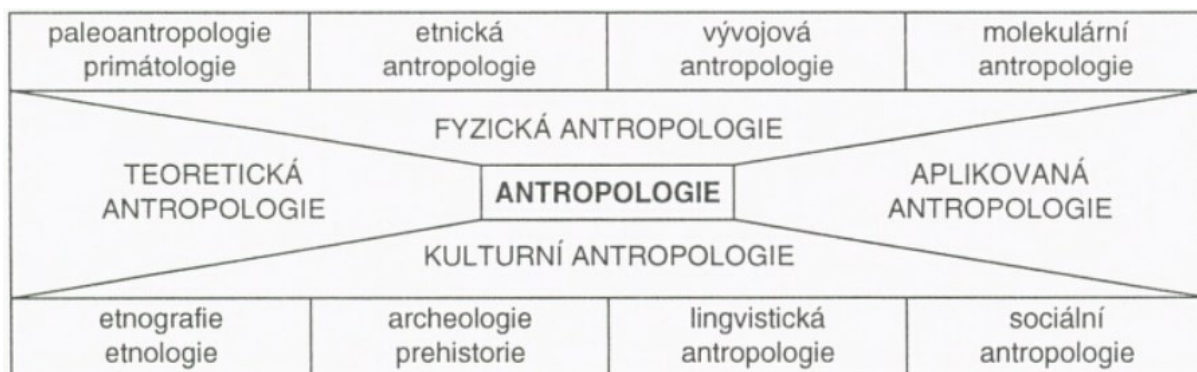 paleoantropologie
primátologie
etnická
antropologie
vývojová
antropologie
molekulární
antropologie
FYZICKÁ ANTROPOLOGIE
TEORETICKÁ
ANTROPOLOGIE
ANTROPOLOGIE
APLIKOVANÁ
ANTROPOLOGIE
KULTURNÍ ANTROPOLOGIE
etnografie
etnologie
archeologie
prehistorie
lingvistická
antropologie
sociální
antropologie